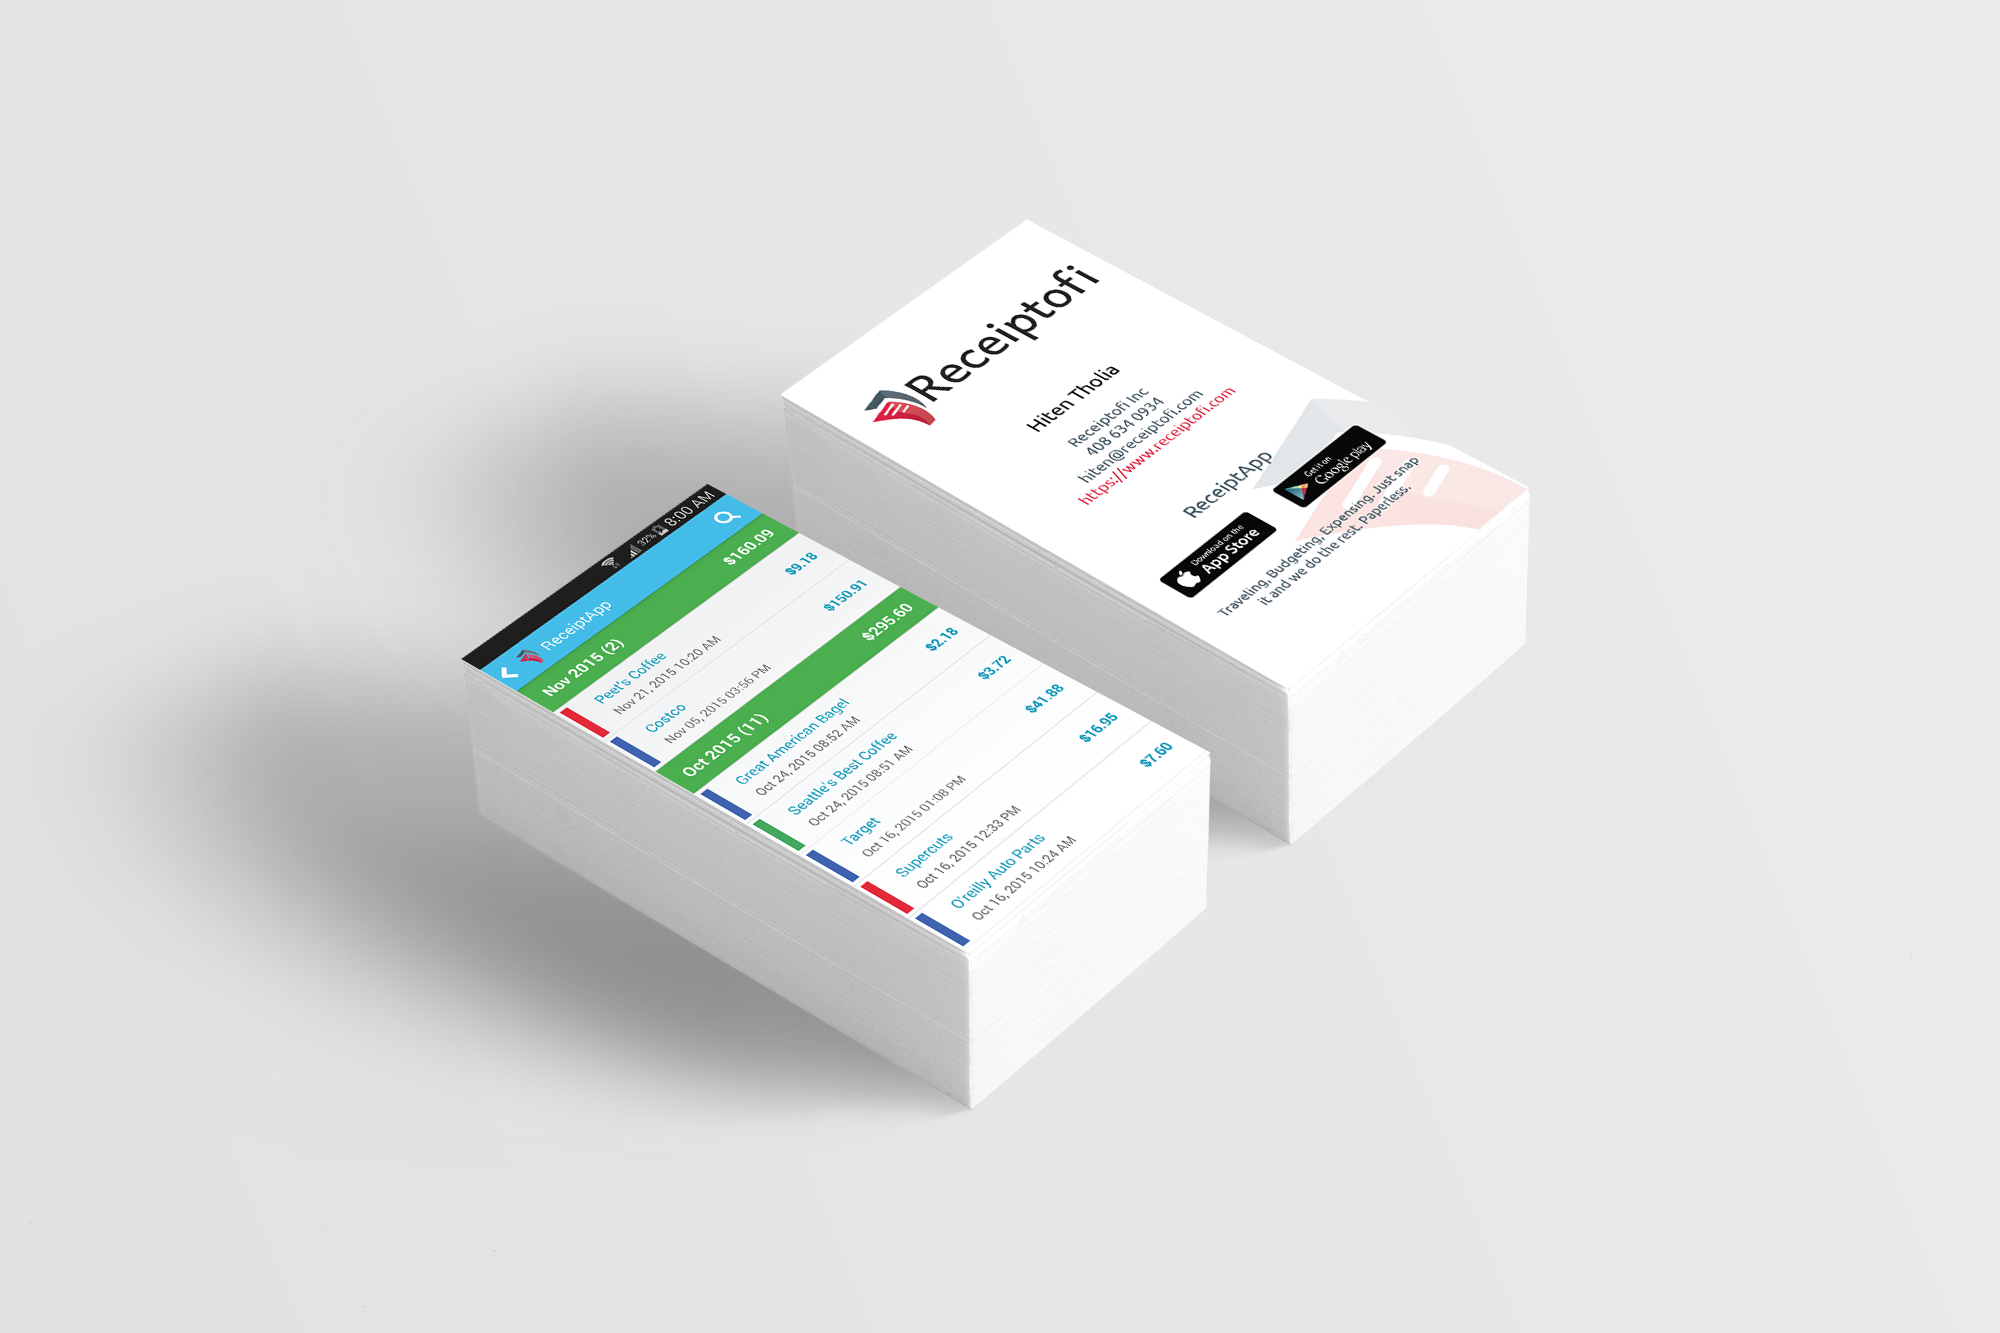 8:00 AM
32%
ReceiptApp
Nov 2015 (2) $160.09
Peet's Coffee $9.18
Nov 21, 2015 10:20 AM
Costco $150.91
Nov 05, 2015 03:56 PM
Oct 2015 (11) $295.60
Great American Bagel $2.18
Oct 24, 2015 08:52 AM
Seattle's Best Coffee $3.72
Oct 24, 2015 08:51 AM
Target $41.88
Oct 16, 2015 01:08 PM
Supercuts $16.95
Oct 16, 2015 12:33 PM
O'reilly Auto Parts $7.60
Oct 16, 2015 10:24 AM
Receiptofi
Hiten Tholia
Receiptofi Inc
408 634 0934
hiten@receiptofi.com
https://www.receiptofi.com
ReceiptApp
Download on the
App Store
Get it on
Google play
Traveling, Budgeting, Expensing. Just snap
it and we do the rest. Paperless.